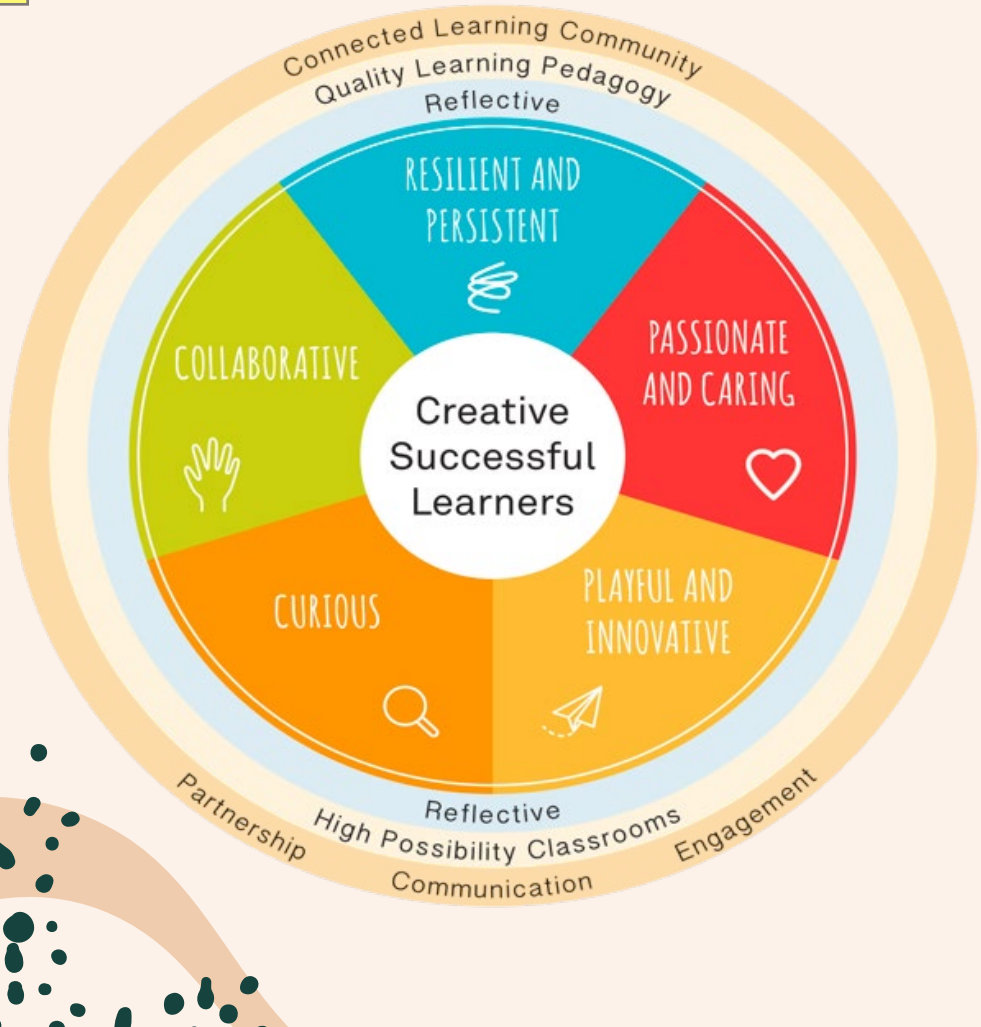 Connected Learning Community
Quality Learning Pedagogy
Reflective
RESILIENT AND
PERSISTENT
COLLABORATIVE
PASSIONATE
AND CARING
Creative
Successful
Learners
CURIOUS
PLAYFUL AND
INNOVATIVE
Reflective
High Possibility Classrooms
Partnership
Communication
Engagement